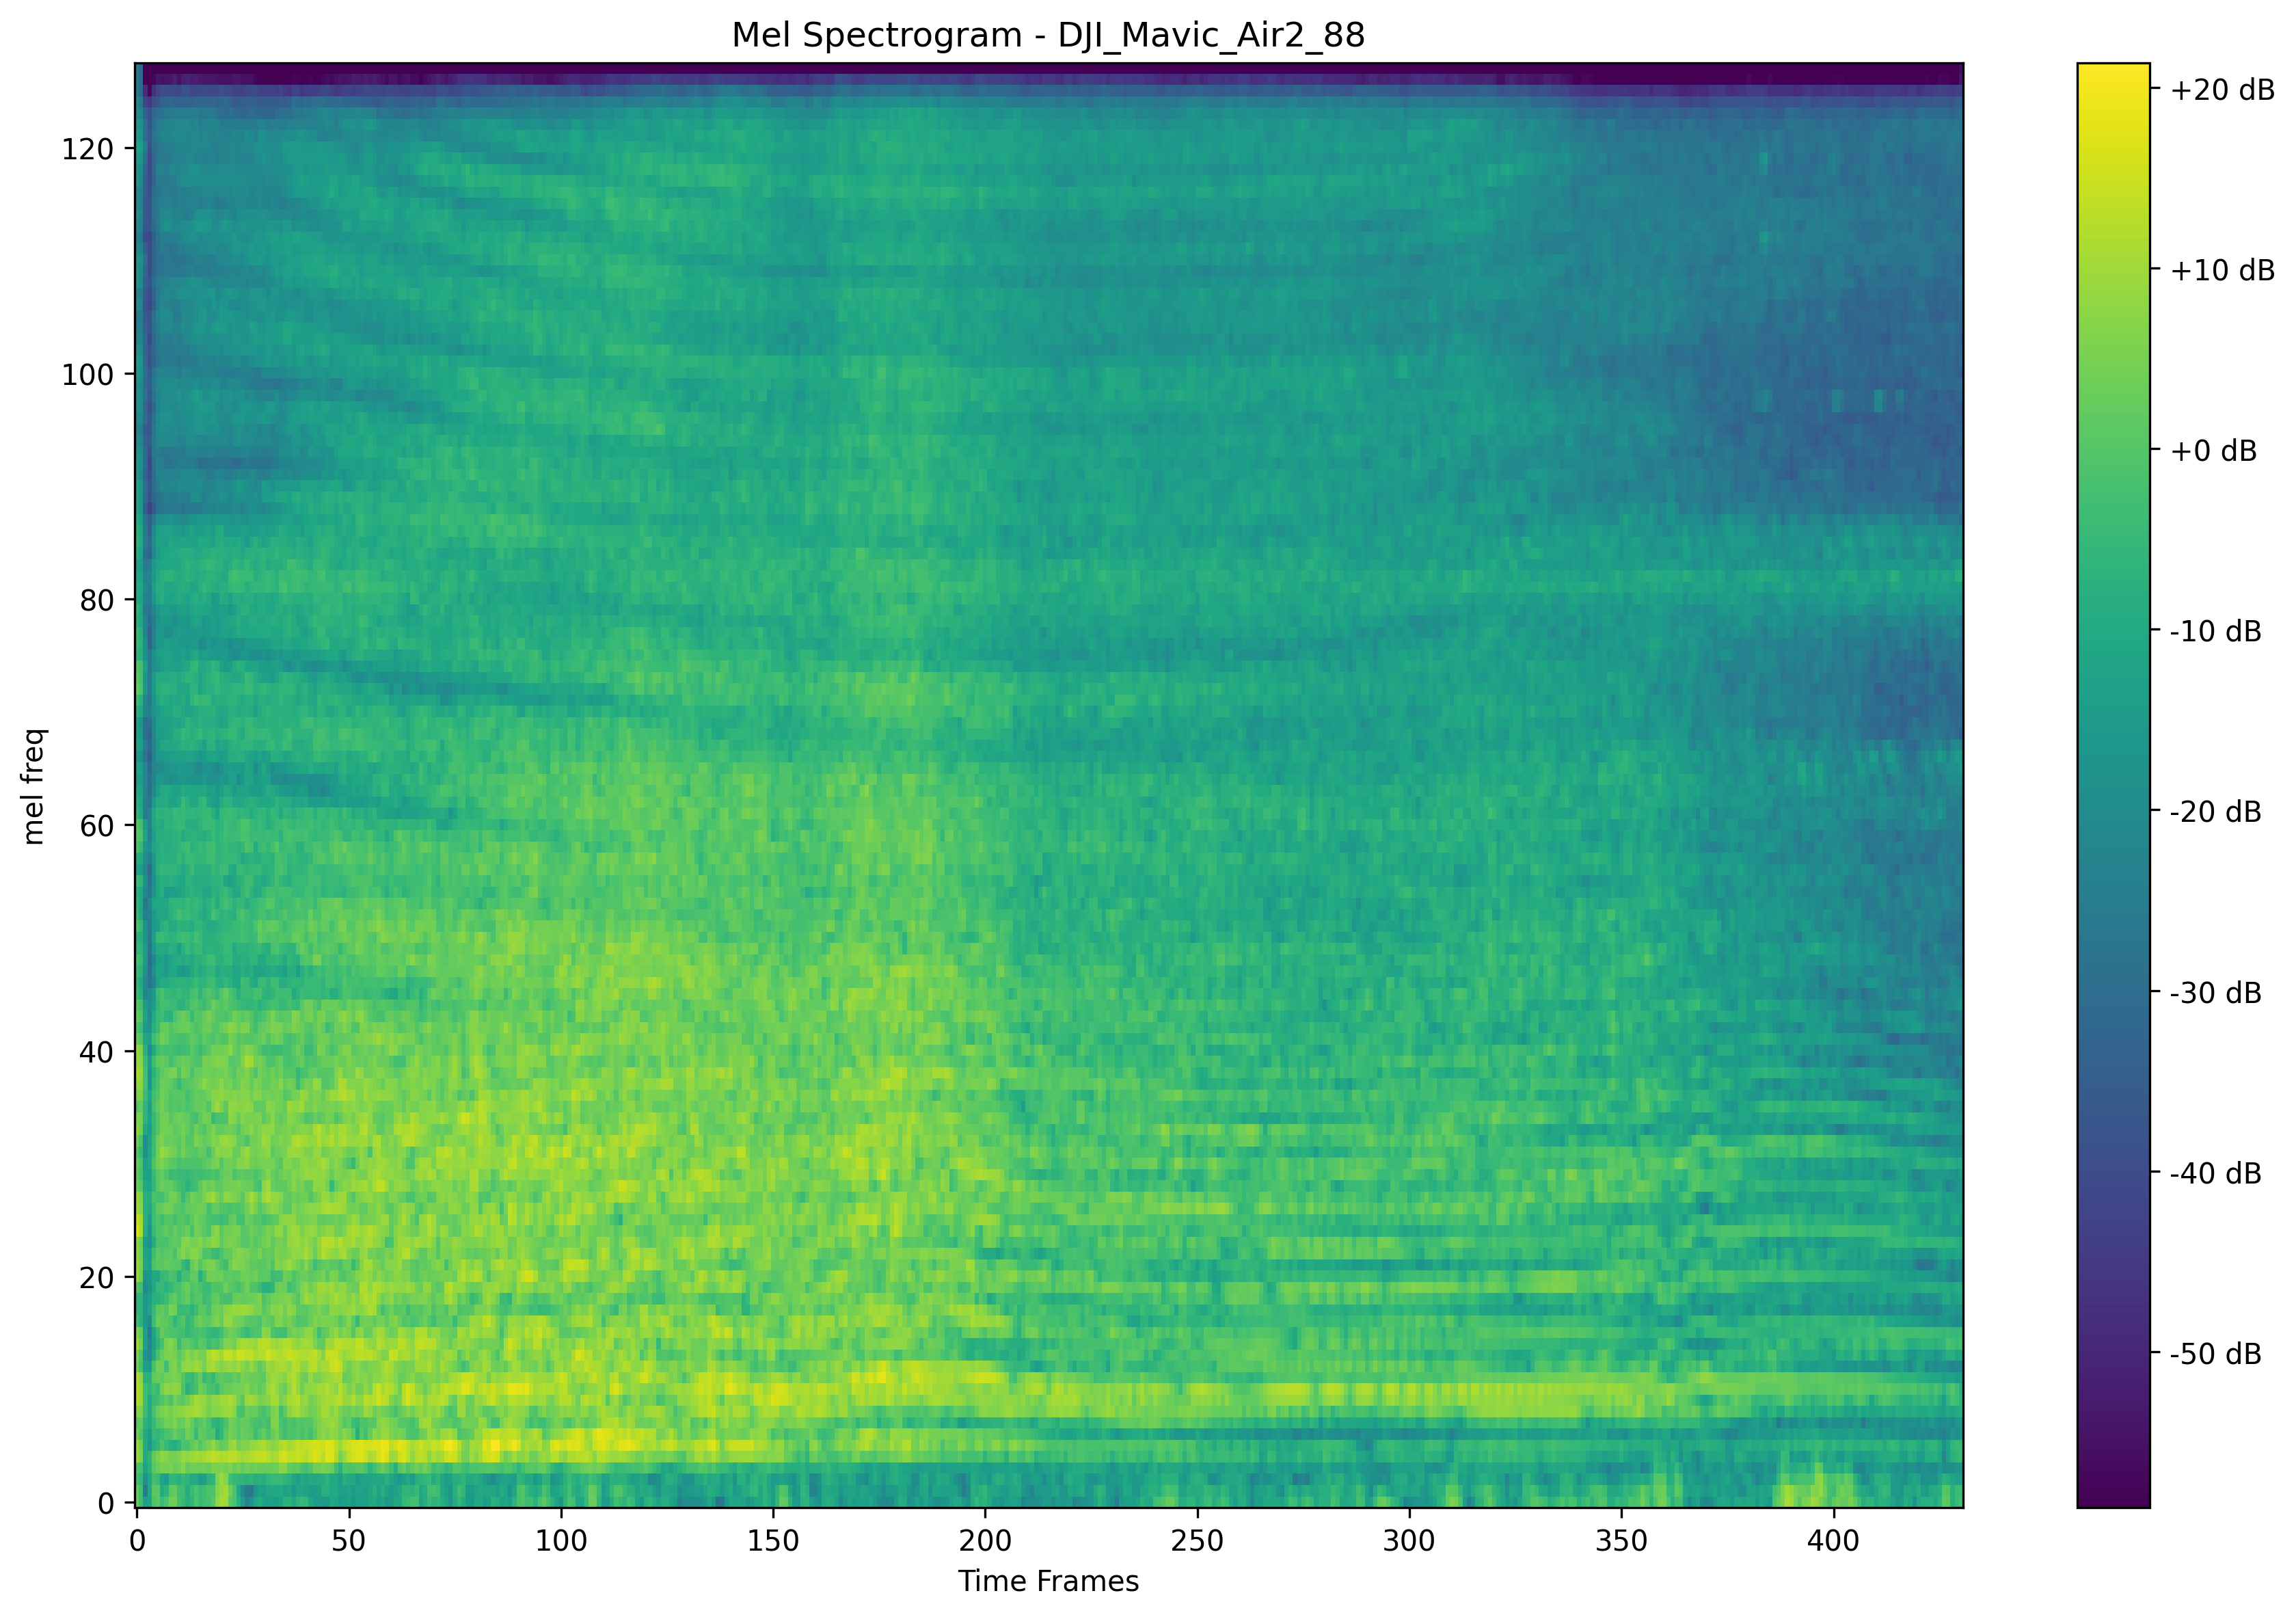 Mel Spectrogram - DJI_Mavic_Air2_88
mel freq
120
100
80
60
40
20
0
0 50 100 150 200 250 300 350 400
Time Frames
+20 dB
+10 dB
+0 dB
-10 dB
-20 dB
-30 dB
-40 dB
-50 dB